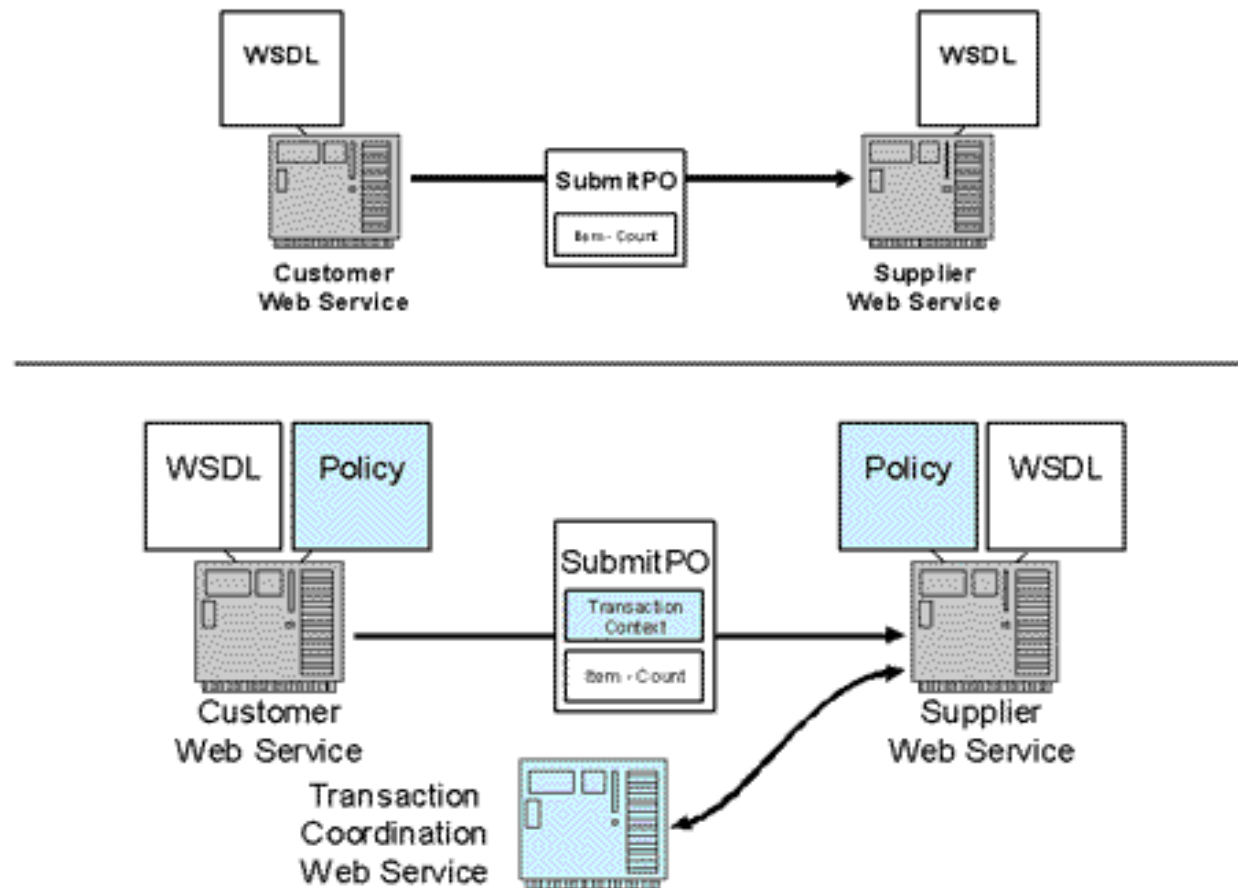 WSDL
WSDL
SubmitPO
Item - Count
Customer
Web Service
Supplier
Web Service
WSDL
Policy
Policy
WSDL
SubmitPO
Transaction
Context
Item - Count
Customer
Web Service
Supplier
Web Service
Transaction
Coordination
Web Service